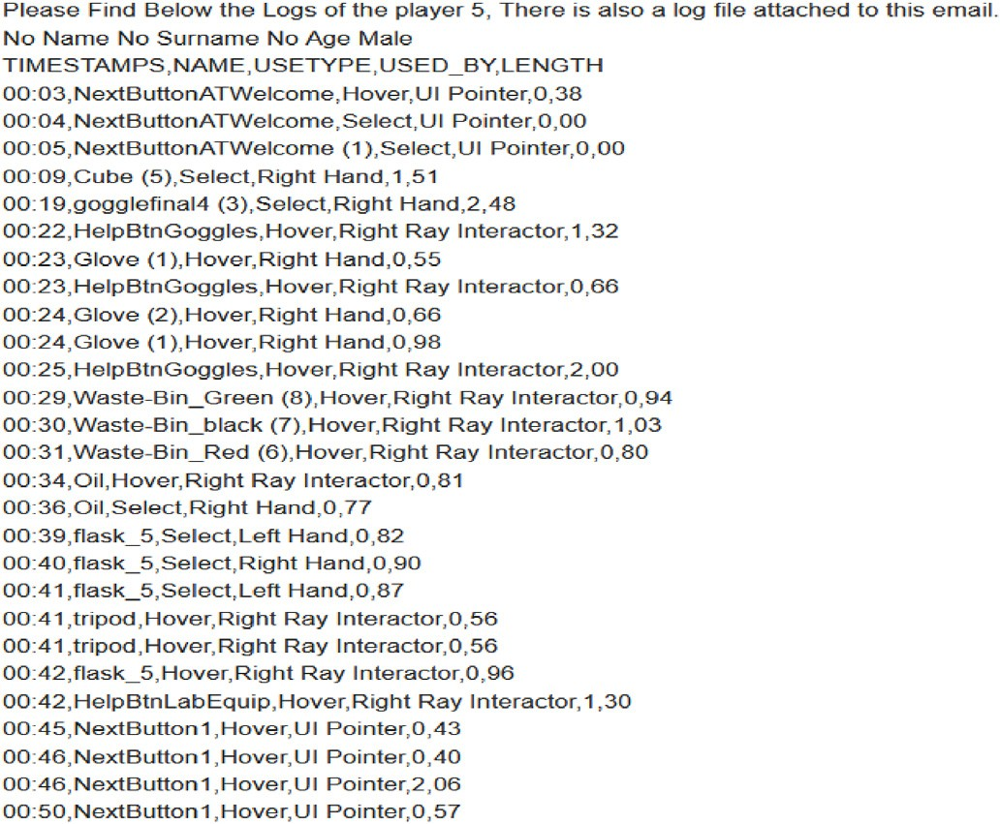 Please Find Below the Logs of the player 5, There is also a log file attached to this email.
No Name No Surname No Age Male
TIMESTAMPS,NAME,USETYPE,USED_BY,LENGTH
00:03,NextButtonATWelcome,Hover,UI Pointer,0,38
00:04,NextButtonATWelcome,Select,UI Pointer,0,00
00:05,NextButtonATWelcome (1),Select,UI Pointer,0,00
00:09,Cube (5),Select,Right Hand,1,51
00:19,gogglefinal4 (3),Select,Right Hand,2,48
00:22,HelpBtnGoggles,Hover,Right Ray Interactor,1,32
00:23,Glove (1),Hover,Right Hand,0,55
00:23,HelpBtnGoggles,Hover,Right Ray Interactor,0,66
00:24,Glove (2),Hover,Right Hand,0,66
00:24,Glove (1),Hover,Right Hand,0,98
00:25,HelpBtnGoggles,Hover,Right Ray Interactor,2,00
00:29,Waste-Bin_Green (8),Hover,Right Ray Interactor,0,94
00:30,Waste-Bin_black (7),Hover,Right Ray Interactor,1,03
00:31,Waste-Bin_Red (6),Hover,Right Ray Interactor,0,80
00:34,Oil,Hover,Right Ray Interactor,0,81
00:36,Oil,Select,Right Hand,0,77
00:39,flask_5,Select,Left Hand,0,82
00:40,flask_5,Select,Right Hand,0,90
00:41,flask_5,Select,Left Hand,0,87
00:41,tripod,Hover,Right Ray Interactor,0,56
00:41,tripod,Hover,Right Ray Interactor,0,56
00:42,flask_5,Hover,Right Ray Interactor,0,96
00:42,HelpBtnLabEquip,Hover,Right Ray Interactor,1,30
00:45,NextButton1,Hover,UI Pointer,0,43
00:46,NextButton1,Hover,UI Pointer,0,40
00:46,NextButton1,Hover,UI Pointer,2,06
00:50,NextButton1,Hover,UI Pointer,0,57